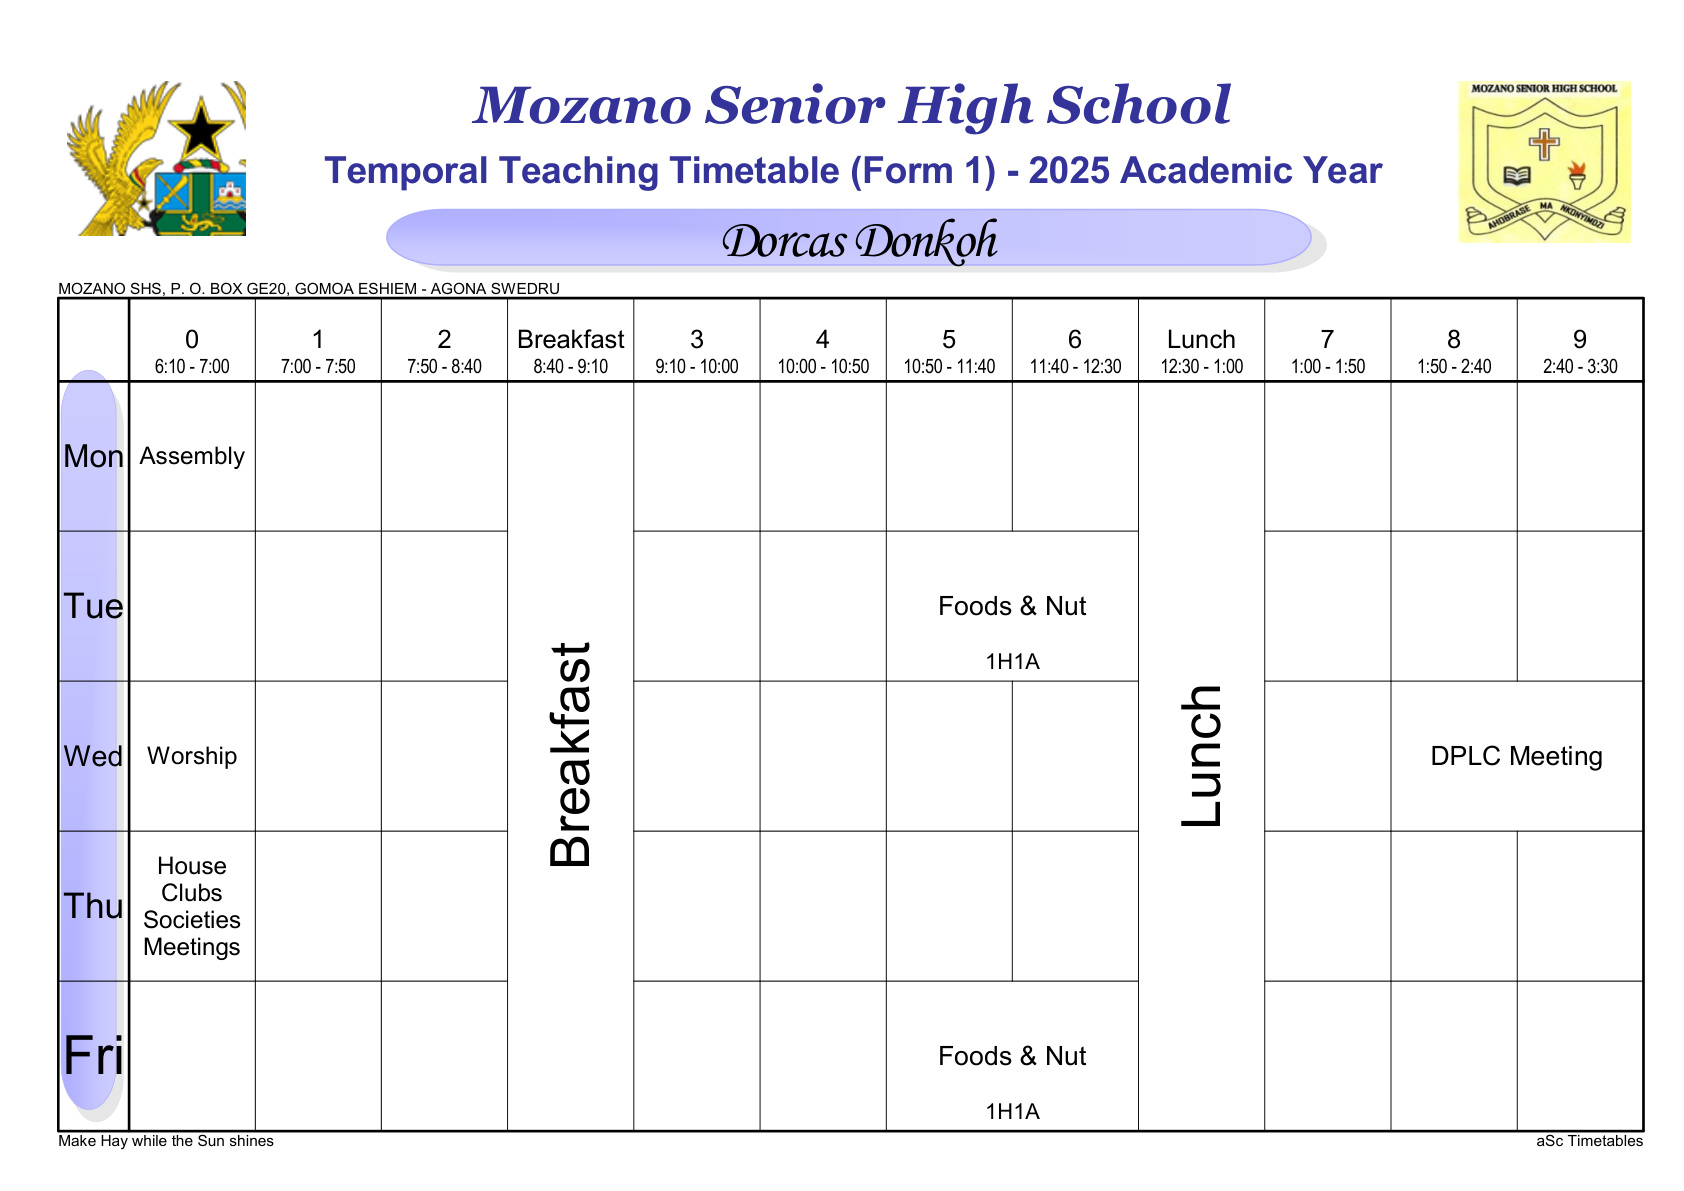 MOZANO SENIOR HIGH SCHOOL
AHOBRASE MA NKUNYIMDZI
Mozano Senior High School
Temporal Teaching Timetable (Form 1) - 2025 Academic Year
Dorcas Donkoh
MOZANO SHS, P. O. BOX GE20, GOMOA ESHIEM - AGONA SWEDRU
0 1 2 Breakfast 3 4 5 6 Lunch 7 8 9
6:10 - 7:00 7:00 - 7:50 7:50 - 8:40 8:40 - 9:10 9:10 - 10:00 10:00 - 10:50 10:50 - 11:40 11:40 - 12:30 12:30 - 1:00 1:00 - 1:50 1:50 - 2:40 2:40 - 3:30
Mon Assembly
Tue Foods & Nut
1H1A
Breakfast
Lunch
Wed Worship DPLC Meeting
Thu
House
Clubs
Societies
Meetings
Fri Foods & Nut
1H1A
Make Hay while the Sun shines
aSc Timetables